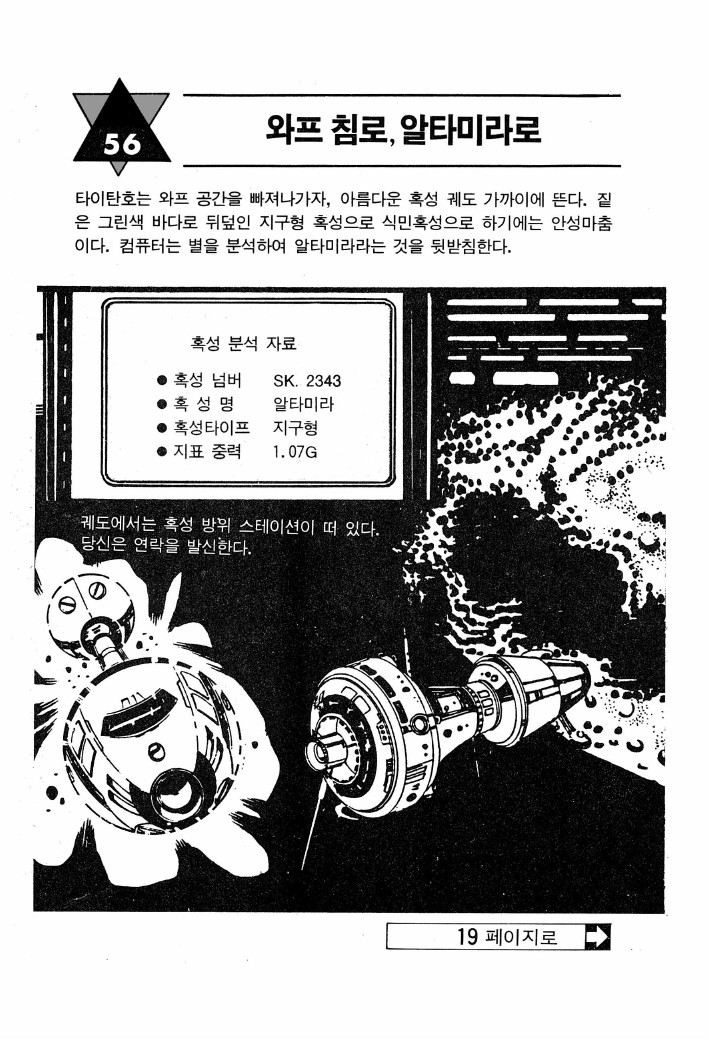 56
와프 침로, 알타미라로
타이탄호는 와프 공간을 빠져나가자, 아름다운 혹성 궤도 가까이에 뜬다. 짙
은 그린색 바다로 뒤덮인 지구형 혹성으로 식민혹성으로 하기에는 안성마춤
이다. 컴퓨터는 별을 분석하여 알타미라라는 것을 뒷받침한다.
혹성 분석 자료
● 혹성 넘버 SK. 2343
● 혹 성 명 알타미라
● 혹성타이프 지구형
● 지표 중력 1.07G
궤도에서는 혹성 방위 스테이션이 떠 있다.
당신은 연락을 발신한다.
19 페이지로